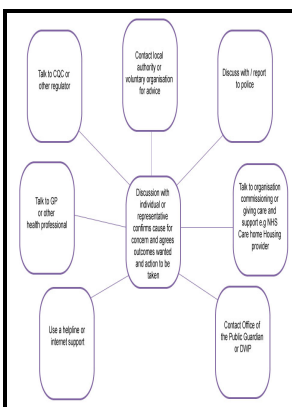 Contact local
authority or
voluntary organisation
for advice
Talk to CQC or
other regulator
Discuss with / report
to police
Talk to GP
or other
health professional
Discussion with
individual or
representative
confirms cause for
concern and agrees
outcomes wanted
and action to be
taken
Talk to organisation
commissioning or
giving care and
support e.g NHS
Care home Housing
provider
Use a helpline or
internet support
Contact Office of
the Public Guardian
or DWP